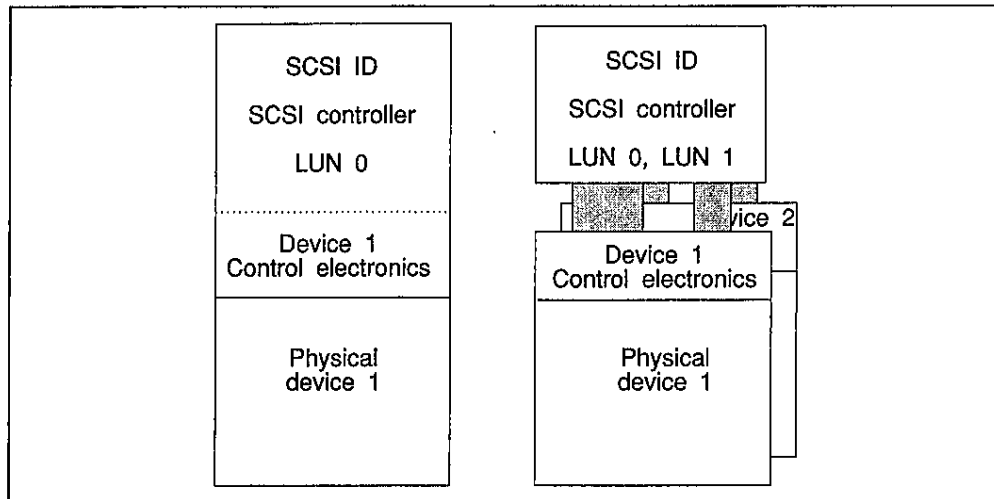 SCSI ID
SCSI controller
LUN 0
Device 1
Control electronics
Physical
device 1
SCSI ID
SCSI controller
LUN 0, LUN 1
vice 2
Device 1
Control electronics
Physical
device 1